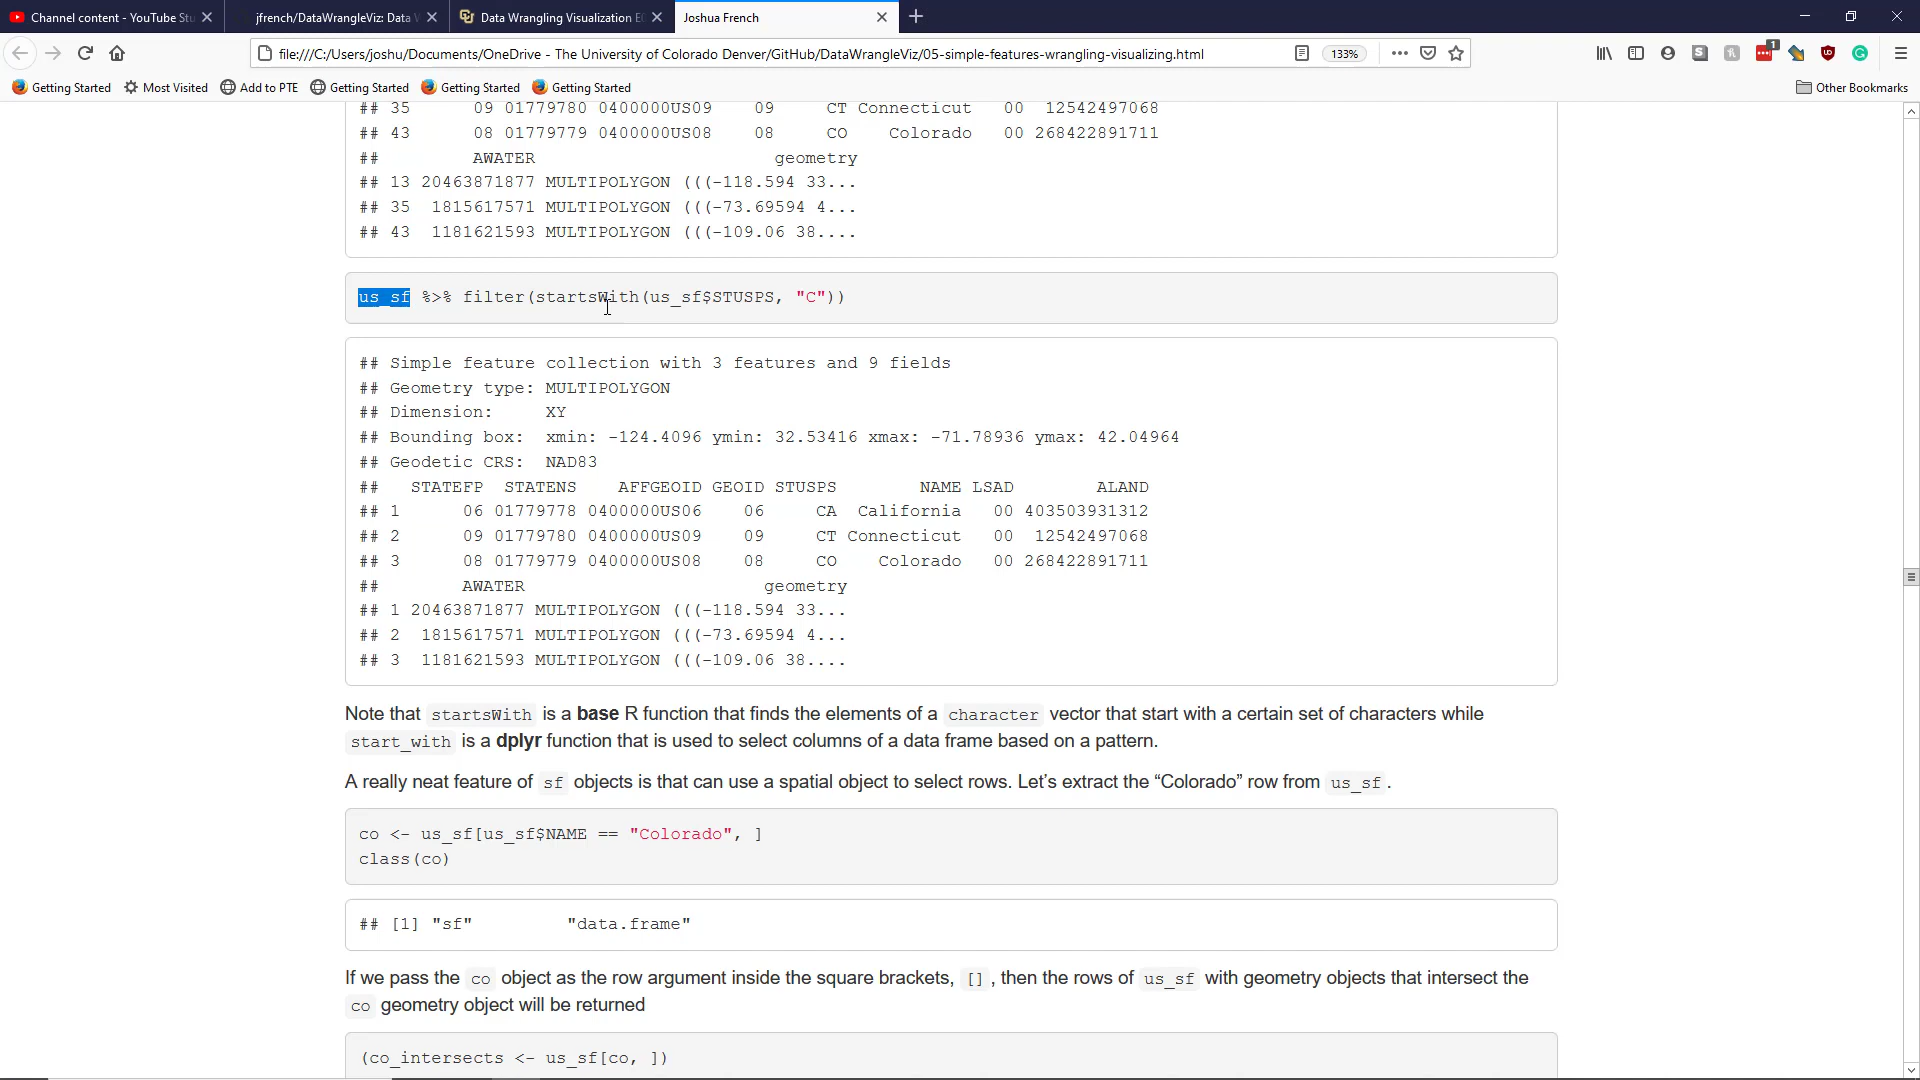 Channel content - YouTube Stu
jfrench/DataWrangleViz: Data W
Data Wrangling Visualization EC
Joshua French
file:///C:/Users/joshu/Documents/OneDrive - The University of Colorado Denver/GitHub/DataWrangleViz/05-simple-features-wrangling-visualizing.html
133%
1
Getting Started
Most Visited
Add to PTE
Getting Started
Getting Started
Getting Started
Other Bookmarks
## 35      09 01779780 0400000US09    09     CT Connecticut   00  12542497068
## 43      08 01779779 0400000US08    08     CO    Colorado   00 268422891711
##         AWATER                       geometry
## 13 20463871877 MULTIPOLYGON (((-118.594 33...
## 35  1815617571 MULTIPOLYGON (((-73.69594 4...
## 43  1181621593 MULTIPOLYGON (((-109.06 38....
us_sf %>% filter(startsWith(us_sf$STUSPS, "C"))
## Simple feature collection with 3 features and 9 fields
## Geometry type: MULTIPOLYGON
## Dimension:     XY
## Bounding box:  xmin: -124.4096 ymin: 32.53416 xmax: -71.78936 ymax: 42.04964
## Geodetic CRS:  NAD83
##   STATEFP  STATENS    AFFGEOID GEOID STUSPS        NAME LSAD        ALAND
## 1      06 01779778 0400000US06    06     CA  California   00 403503931312
## 2      09 01779780 0400000US09    09     CT Connecticut   00  12542497068
## 3      08 01779779 0400000US08    08     CO    Colorado   00 268422891711
##        AWATER                       geometry
## 1 20463871877 MULTIPOLYGON (((-118.594 33...
## 2  1815617571 MULTIPOLYGON (((-73.69594 4...
## 3  1181621593 MULTIPOLYGON (((-109.06 38....
Note that startsWith is a base R function that finds the elements of a character vector that start with a certain set of characters while
start_with is a dplyr function that is used to select columns of a data frame based on a pattern.
A really neat feature of sf objects is that can use a spatial object to select rows. Let's extract the “Colorado” row from us_sf .
co <- us_sf[us_sf$NAME == "Colorado", ]
class(co)
## [1] "sf"         "data.frame"
If we pass the co object as the row argument inside the square brackets, [] , then the rows of us_sf with geometry objects that intersect the
co geometry object will be returned
(co_intersects <- us_sf[co, ])